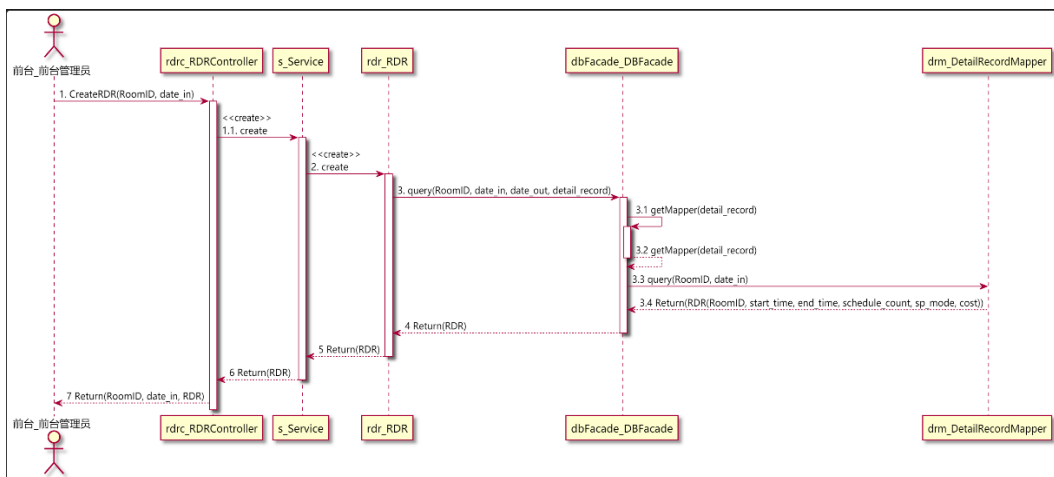 前台_前台管理员
rdrc_RDRController
s_Service
rdr_RDR
dbFacade_DBFacade
drm_DetailRecordMapper
1. CreateRDR(RoomID, date_in)
<<create>>
1.1. create
<<create>>
2. create
3. query(RoomID, date_in, date_out, detail_record)
3.1 getMapper(detail_record)
3.2 getMapper(detail_record)
3.3 query(RoomID, date_in)
3.4 Return(RDR(RoomID, start_time, end_time, schedule_count, sp_mode, cost))
4 Return(RDR)
5 Return(RDR)
6 Return(RDR)
7 Return(RoomID, date_in, RDR)
前台_前台管理员
rdrc_RDRController
s_Service
rdr_RDR
dbFacade_DBFacade
drm_DetailRecordMapper